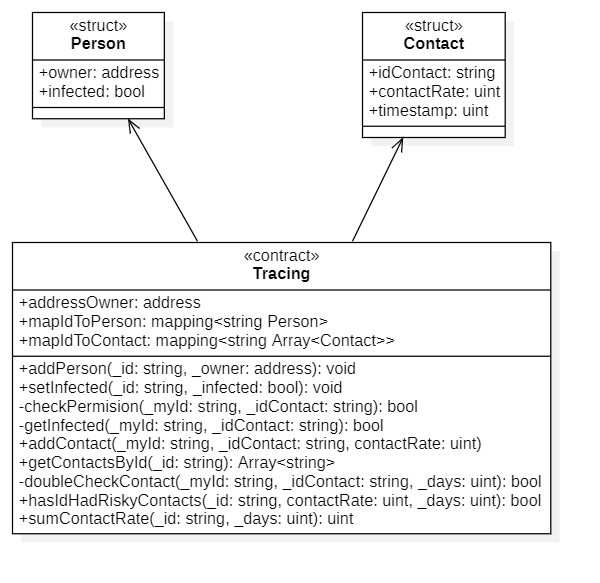 «struct»
Person
+owner: address
+infected: bool
«struct»
Contact
+idContact: string
+contactRate: uint
+timestamp: uint
«contract»
Tracing
+addressOwner: address
+mapIdToPerson: mapping<string Person>
+mapIdToContact: mapping<string Array<Contact>>
+addPerson(_id: string, _owner: address): void
+setInfected(_id: string, _infected: bool): void
-checkPermision(_myId: string, _idContact: string): bool
-getInfected(_myId: string, _idContact: string): bool
+addContact(_myId: string, _idContact: string, contactRate: uint)
+getContactsById(_id: string): Array<string>
-doubleCheckContact(_myId: string, _idContact: string, _days: uint): bool
+hasIdHadRiskyContacts(_id: string, contactRate: uint, _days: uint): bool
+sumContactRate(_id: string, _days: uint): uint